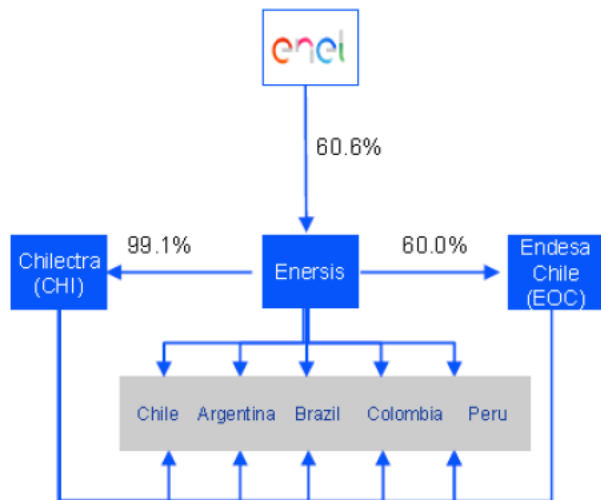 enel
60.6%
99.1%
60.0%
Chilectra
(CHI)
Enersis
Endesa
Chile
(EOC)
Chile Argentina Brazil Colombia Peru